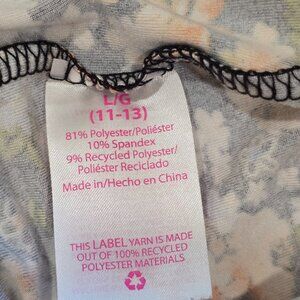 L/G
(11-13)
81% Polyester/Poliéster
10% Spandex
9% Recycled Polyester/
Poliéster Reciclado
Made in/Hecho en China
THIS LABEL YARN IS MADE
OUT OF 100% RECYCLED
POLYESTER MATERIALS